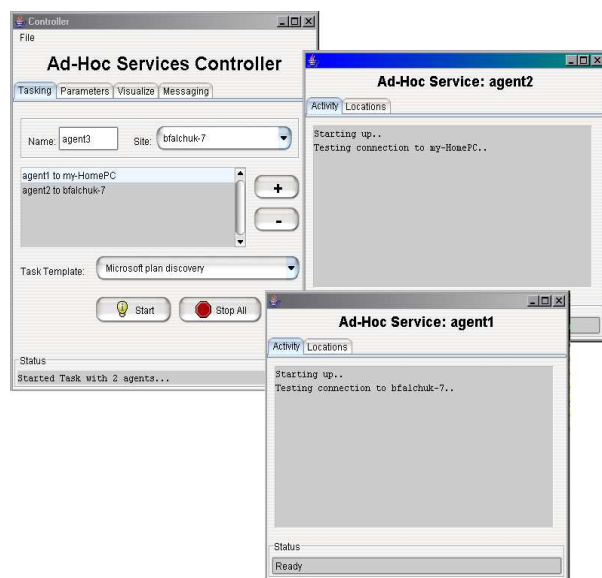 Controller
File
Ad-Hoc Services Controller
Tasking Parameters Visualize Messaging
Name: agent3 Site: bfalchuk-7
agent1 to my-HomePC
agent2 to bfalchuk-7
+
-
Task Template: Microsoft plan discovery
Start Stop All
Status
Started Task with 2 agents...
Ad-Hoc Service: agent2
Activity Locations
Starting up..
Testing connection to my-HomePC..
Ad-Hoc Service: agent1
Activity Locations
Starting up..
Testing connection to bfalchuk-7..
Status
Ready